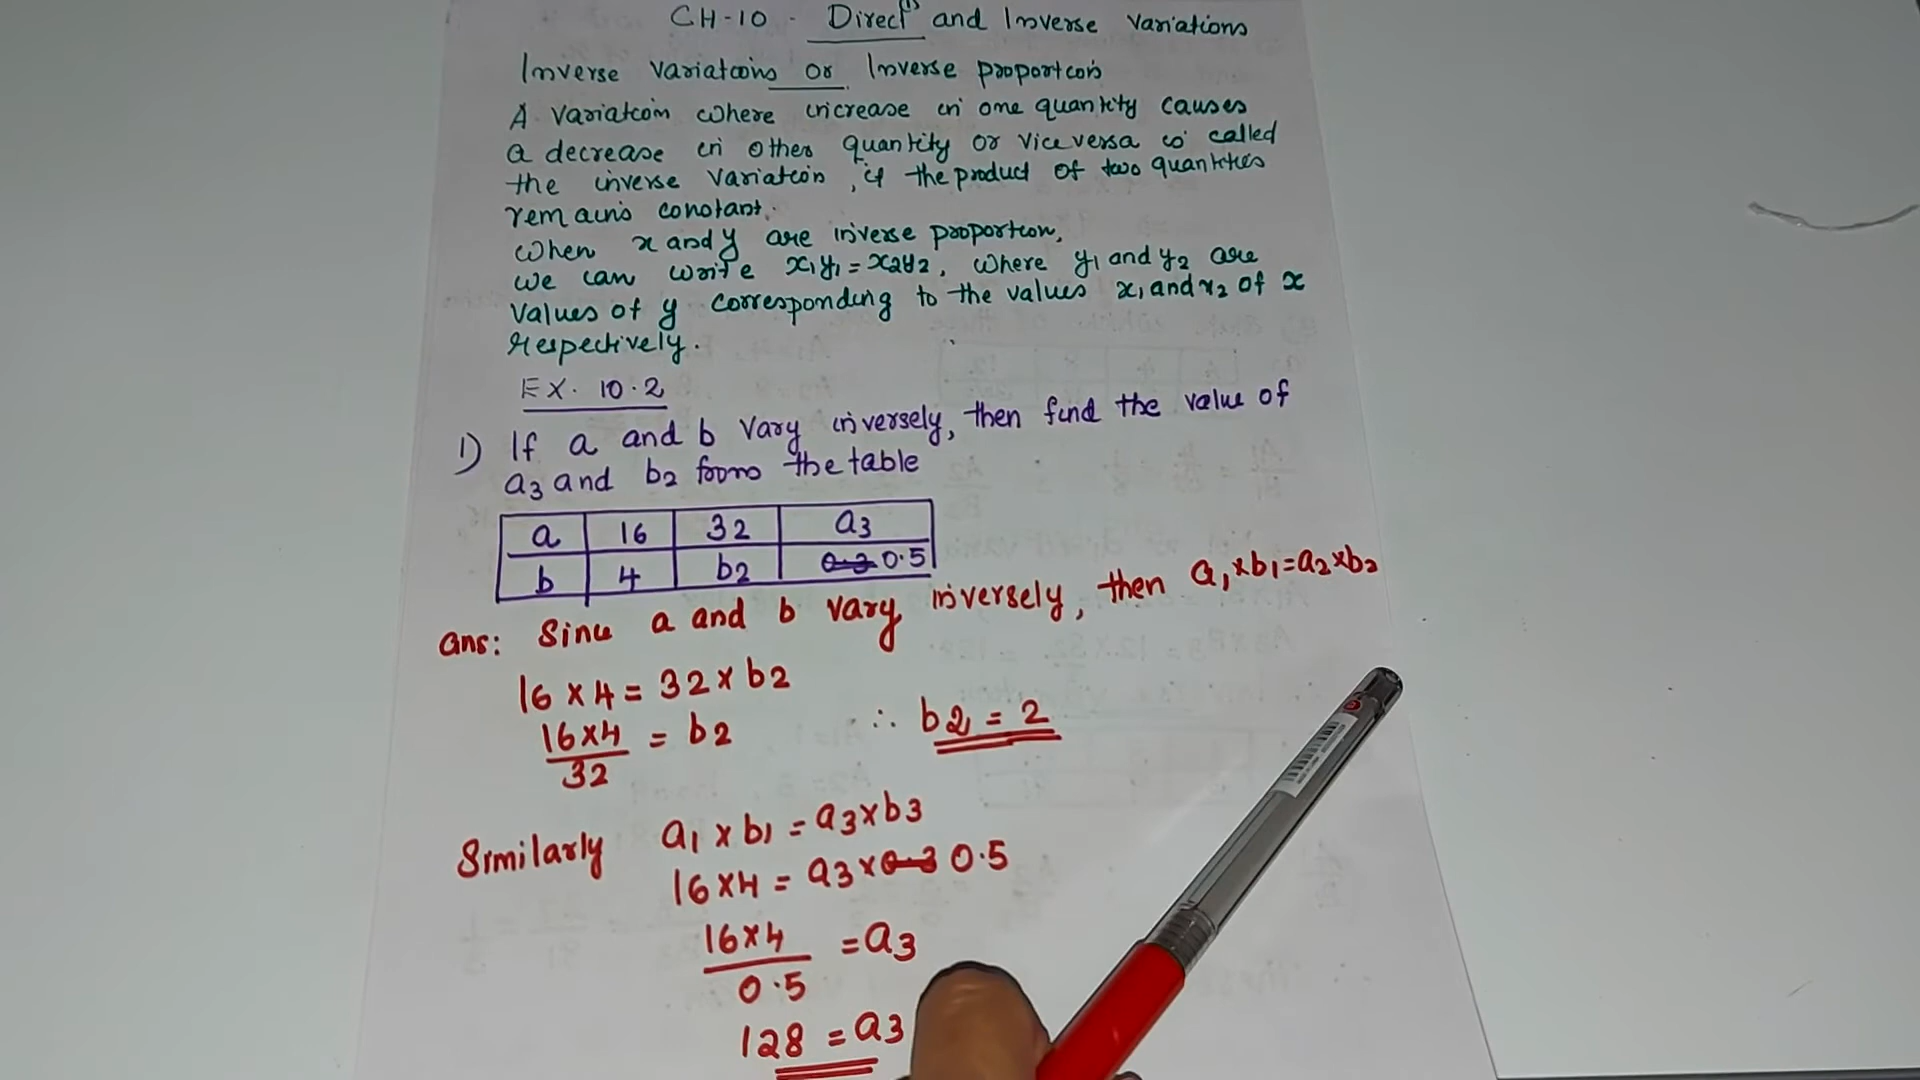 CH-10 - Direct and Inverse Variations
Inverse Variations or Inverse proportion
A variation where increase in one quantity causes
a decrease in other quantity or vice versa is called
the inverse variation, if the product of two quantities
remains constant.
When x and y are inverse proportion,
we can write x₁y₁ = x₂y₂, where y₁ and y₂ are
values of y corresponding to the values x₁ and x₂ of x
respectively.
EX. 10.2
1) If a and b vary inversely, then find the value of
a₃ and b₂ from the table
a 16 32 a₃
b 4 b₂ 0.5
Ans: Since a and b vary inversely, then a₁×b₁=a₂×b₂
16×4 = 32×b₂
16×4/32 = b₂ ∴ b₂ = 2
Similarly a₁×b₁ = a₃×b₃
16×4 = a₃× 0.5
16×4/0.5 = a₃
128 = a₃